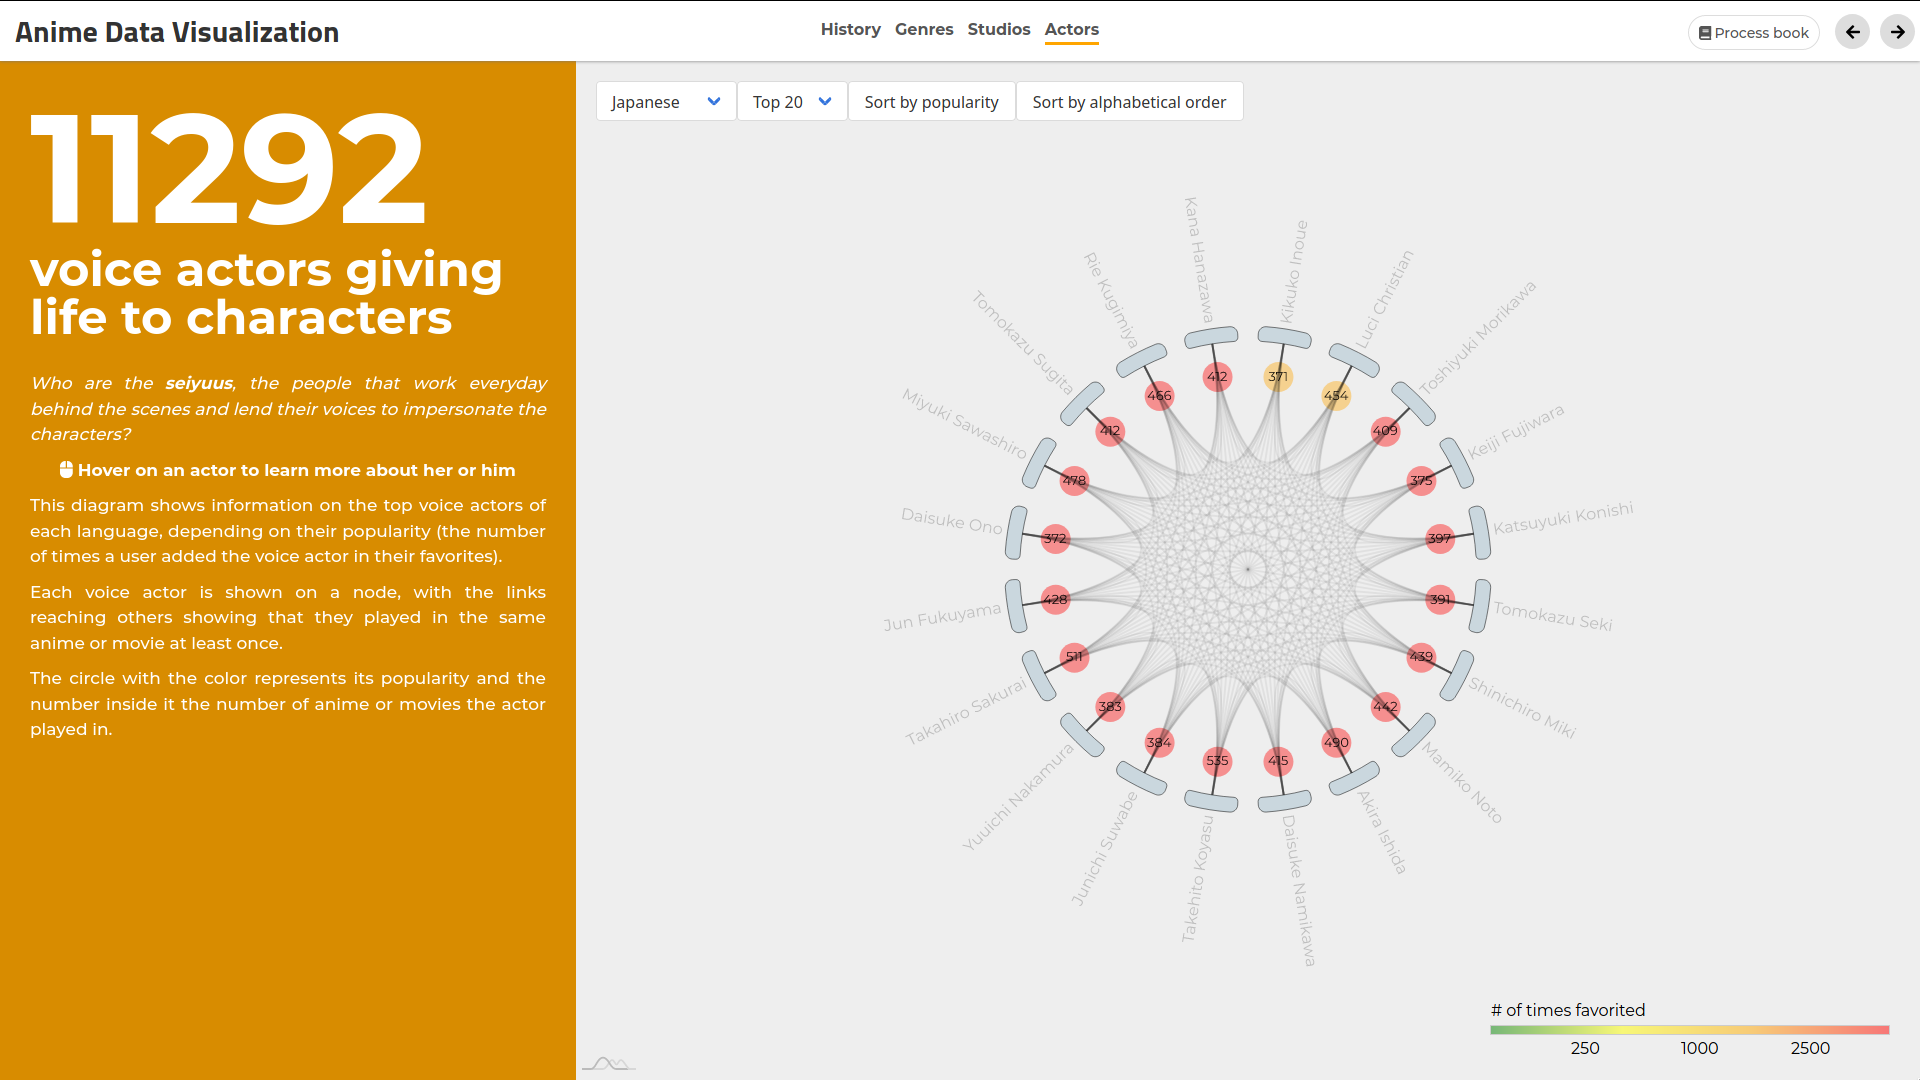 Anime Data Visualization
History Genres Studios Actors
Process book
11292
voice actors giving
life to characters
Who are the seiyuus, the people that work everyday
behind the scenes and lend their voices to impersonate the
characters?
Hover on an actor to learn more about her or him
This diagram shows information on the top voice actors of
each language, depending on their popularity (the number
of times a user added the voice actor in their favorites).
Each voice actor is shown on a node, with the links
reaching others showing that they played in the same
anime or movie at least once.
The circle with the color represents its popularity and the
number inside it the number of anime or movies the actor
played in.
Japanese
Top 20
Sort by popularity
Sort by alphabetical order
Kikuko Inoue
371
Luci Christian
454
Toshiyuki Morikawa
409
Keiji Fujiwara
375
Katsuyuki Konishi
397
Tomokazu Seki
391
Shinichiro Miki
439
Mamiko Noto
442
Akira Ishida
490
Daisuke Namikawa
415
Takehito Koyasu
535
Junichi Suwabe
384
Yuuichi Nakamura
383
Takahiro Sakurai
511
Jun Fukuyama
428
Daisuke Ono
372
Miyuki Sawashiro
478
Tomokazu Sugita
412
Rie Kugimiya
466
Kana Hanazawa
412
# of times favorited
250 1000 2500